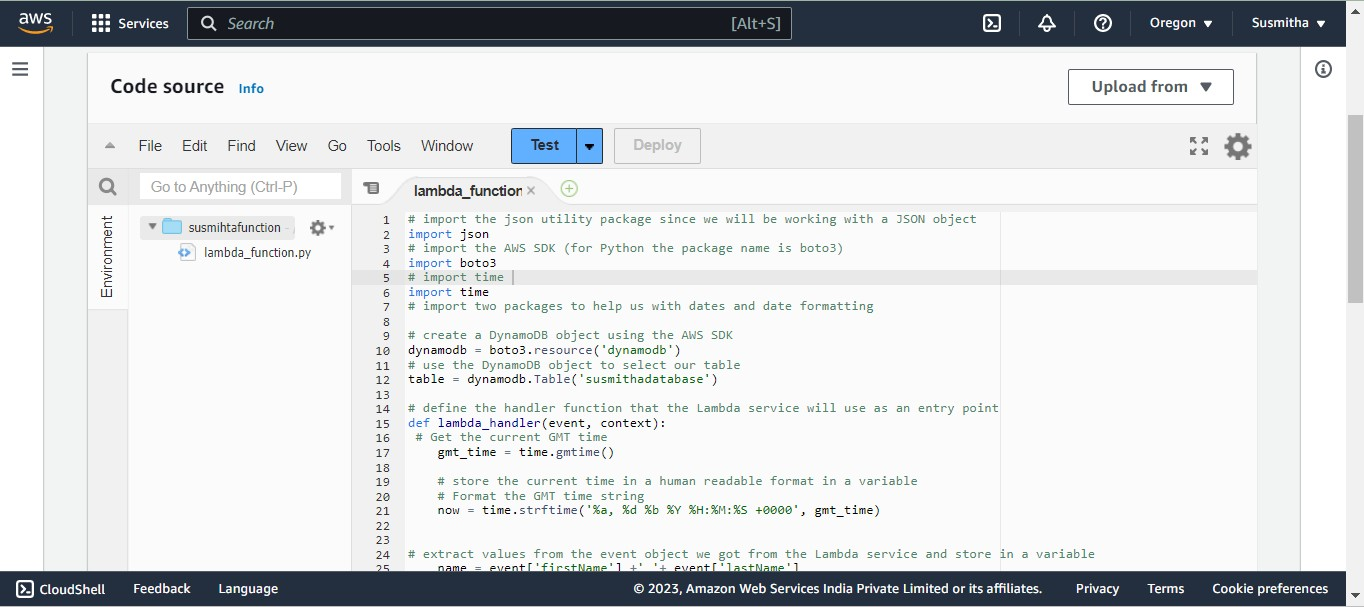 aws Services Search [Alt+S] Oregon Susmitha
Code source Info Upload from
File Edit Find View Go Tools Window Test Deploy
Go to Anything (Ctrl-P) lambda_function
Environment
susmihtafunction
lambda_function.py
1 # import the json utility package since we will be working with a JSON object
2 import json
3 # import the AWS SDK (for Python the package name is boto3)
4 import boto3
5 # import time
6 import time
7 # import two packages to help us with dates and date formatting
8
9 # create a DynamoDB object using the AWS SDK
10 dynamodb = boto3.resource('dynamodb')
11 # use the DynamoDB object to select our table
12 table = dynamodb.Table('susmithadatabase')
13
14 # define the handler function that the Lambda service will use as an entry point
15 def lambda_handler(event, context):
16 # Get the current GMT time
17 gmt_time = time.gmtime()
18
19 # store the current time in a human readable format in a variable
20 # Format the GMT time string
21 now = time.strftime('%a, %d %b %Y %H:%M:%S +0000', gmt_time)
22
23
24 # extract values from the event object we got from the Lambda service and store in a variable
25 name = event['firstName'] +' '+ event['lastName']
CloudShell Feedback Language © 2023, Amazon Web Services India Private Limited or its affiliates. Privacy Terms Cookie preferences